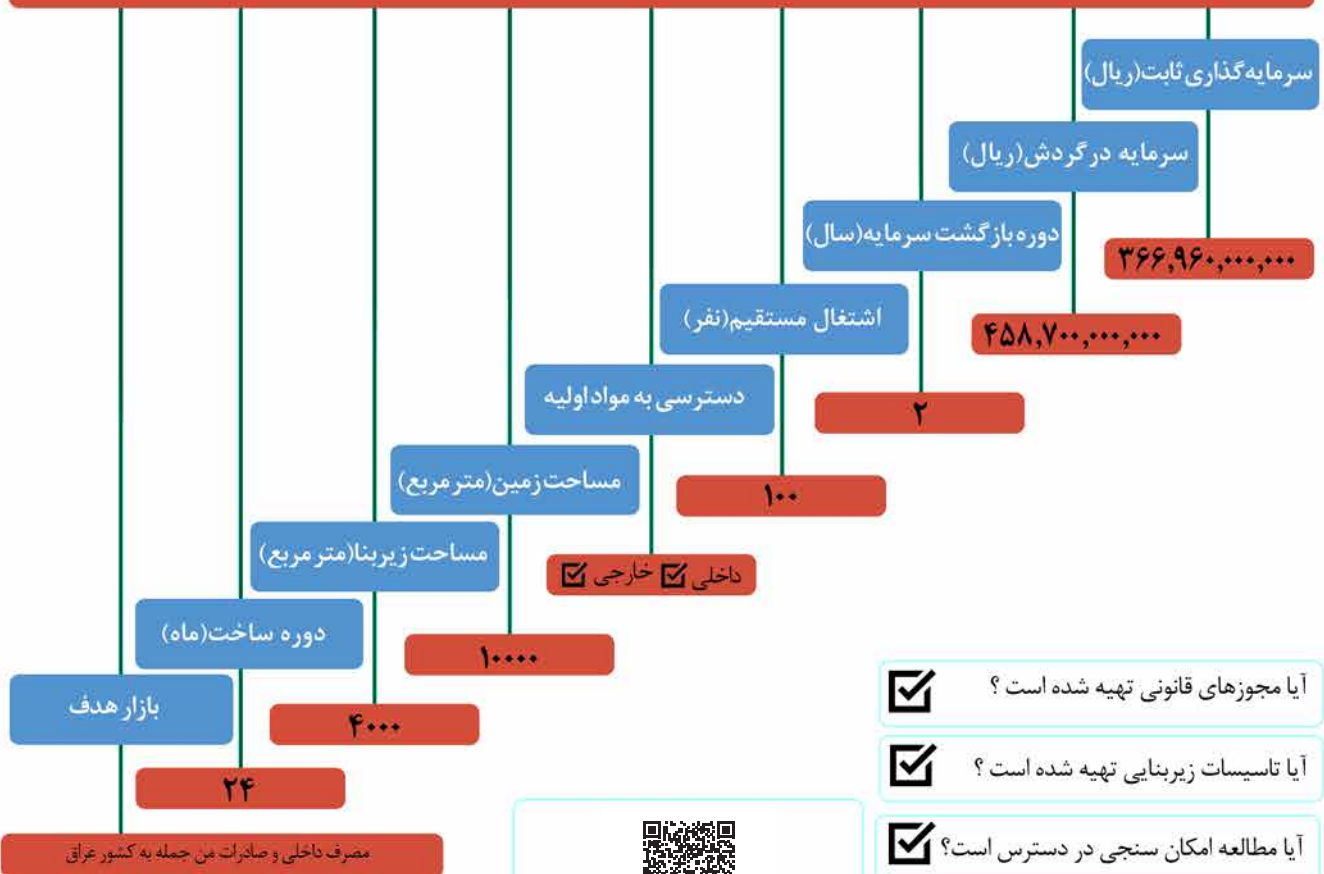 سرمایه‌گذاری ثابت(ریال)
۳۶۶,۹۶۰,۰۰۰,۰۰۰
سرمایه در گردش(ریال)
۴۵۸,۷۰۰,۰۰۰,۰۰۰
دوره بازگشت سرمایه(سال)
۲
اشتغال مستقیم(نفر)
۱۰۰
دسترسی به مواد اولیه
داخلی ☑ خارجی ☑
مساحت زمین(متر مربع)
۱۰۰۰۰
مساحت زیربنا(متر مربع)
۴۰۰۰
دوره ساخت(ماه)
۲۴
بازار هدف
مصرف داخلی و صادرات من جمله به کشور عراق
آیا مجوزهای قانونی تهیه شده است ؟ ☑
آیا تاسیسات زیربنایی تهیه شده است ؟ ☑
آیا مطالعه امکان سنجی در دسترس است؟ ☑